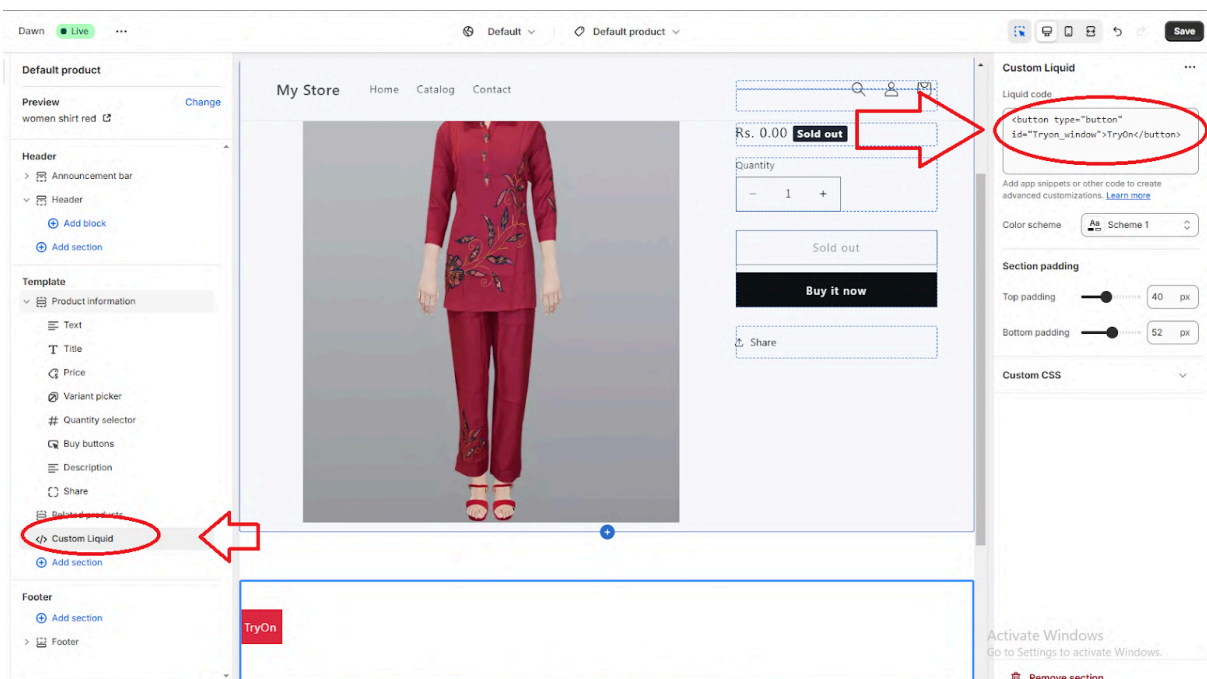 Dawn Live ...
Default
Default product
Save
Default product
Preview Change
women shirt red
Header
Announcement bar
Header
Add block
Add section
Template
Product information
Text
Title
Price
Variant picker
Quantity selector
Buy buttons
Description
Share
Related products
Custom Liquid
Add section
Footer
Add section
Footer
My Store Home Catalog Contact
Rs. 0.00 Sold out
Quantity
− 1 +
Sold out
Buy it now
Share
TryOn
Custom Liquid ...
Liquid code
<button type="button"
id="Tryon_window">TryOn</button>
Add app snippets or other code to create
advanced customizations. Learn more
Color scheme Aa Scheme 1
Section padding
Top padding 40 px
Bottom padding 52 px
Custom CSS
Activate Windows
Go to Settings to activate Windows.
Remove section